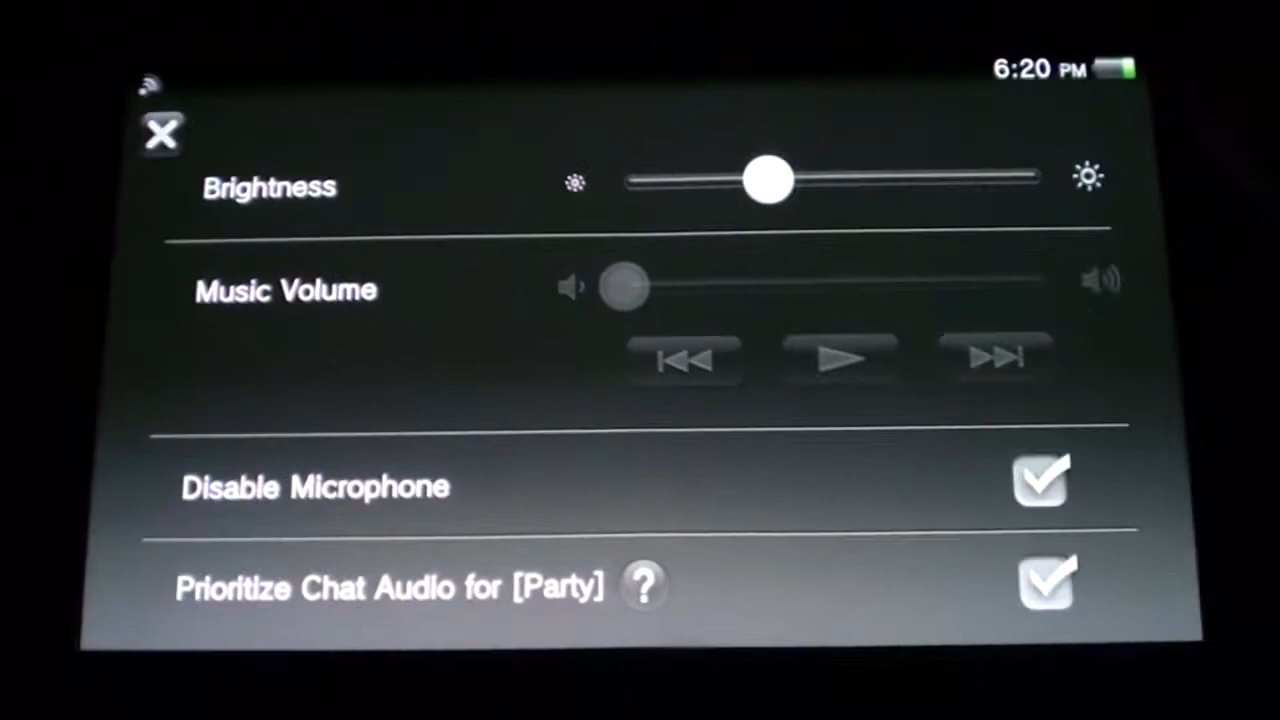 6:20 PM
Brightness
Music Volume
Disable Microphone
Prioritize Chat Audio for [Party] ?